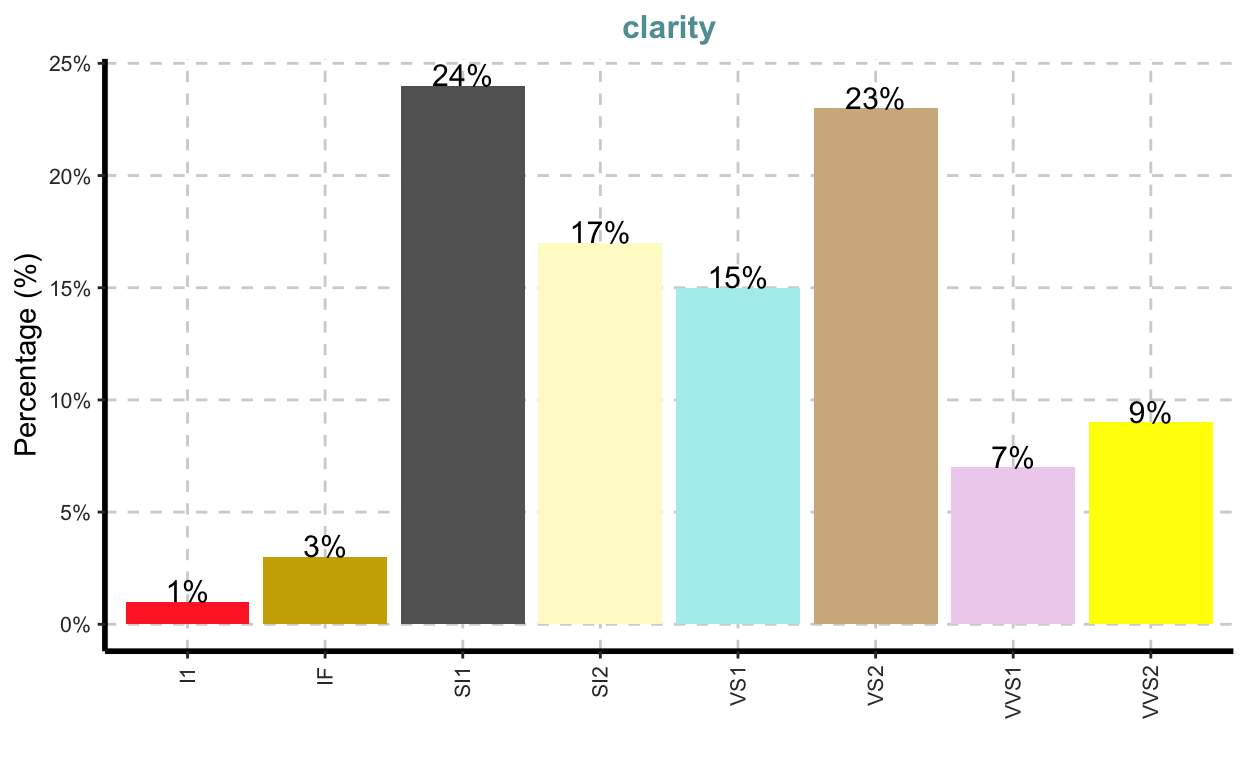 clarity
25%
20%
15%
10%
5%
0%
Percentage (%)
1%
3%
24%
17%
15%
23%
7%
9%
I1
IF
SI1
SI2
VS1
VS2
VVS1
VVS2